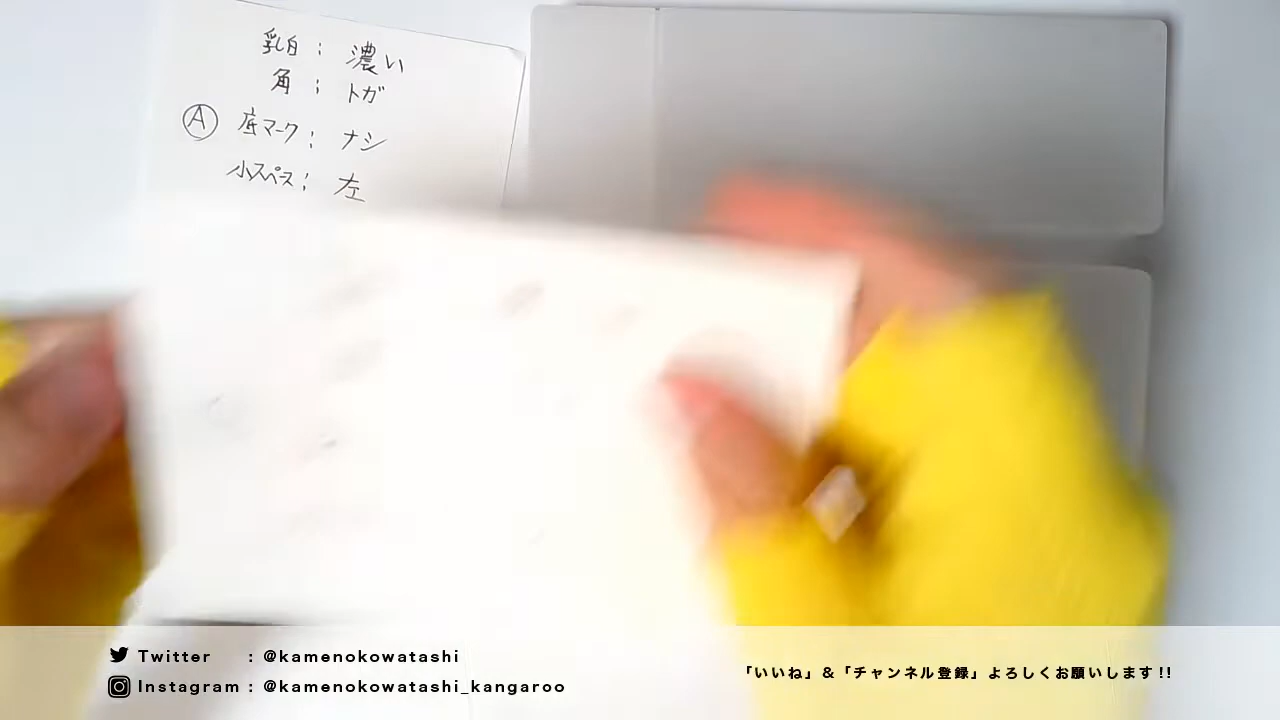 乳白 : 濃い
角 : トガ
Ⓐ 底マーク : ナシ
小スペース : 左
Twitter : @kamenokowatashi
Instagram : @kamenokowatashi_kangaroo
「いいね」&「チャンネル登録」よろしくお願いします!!